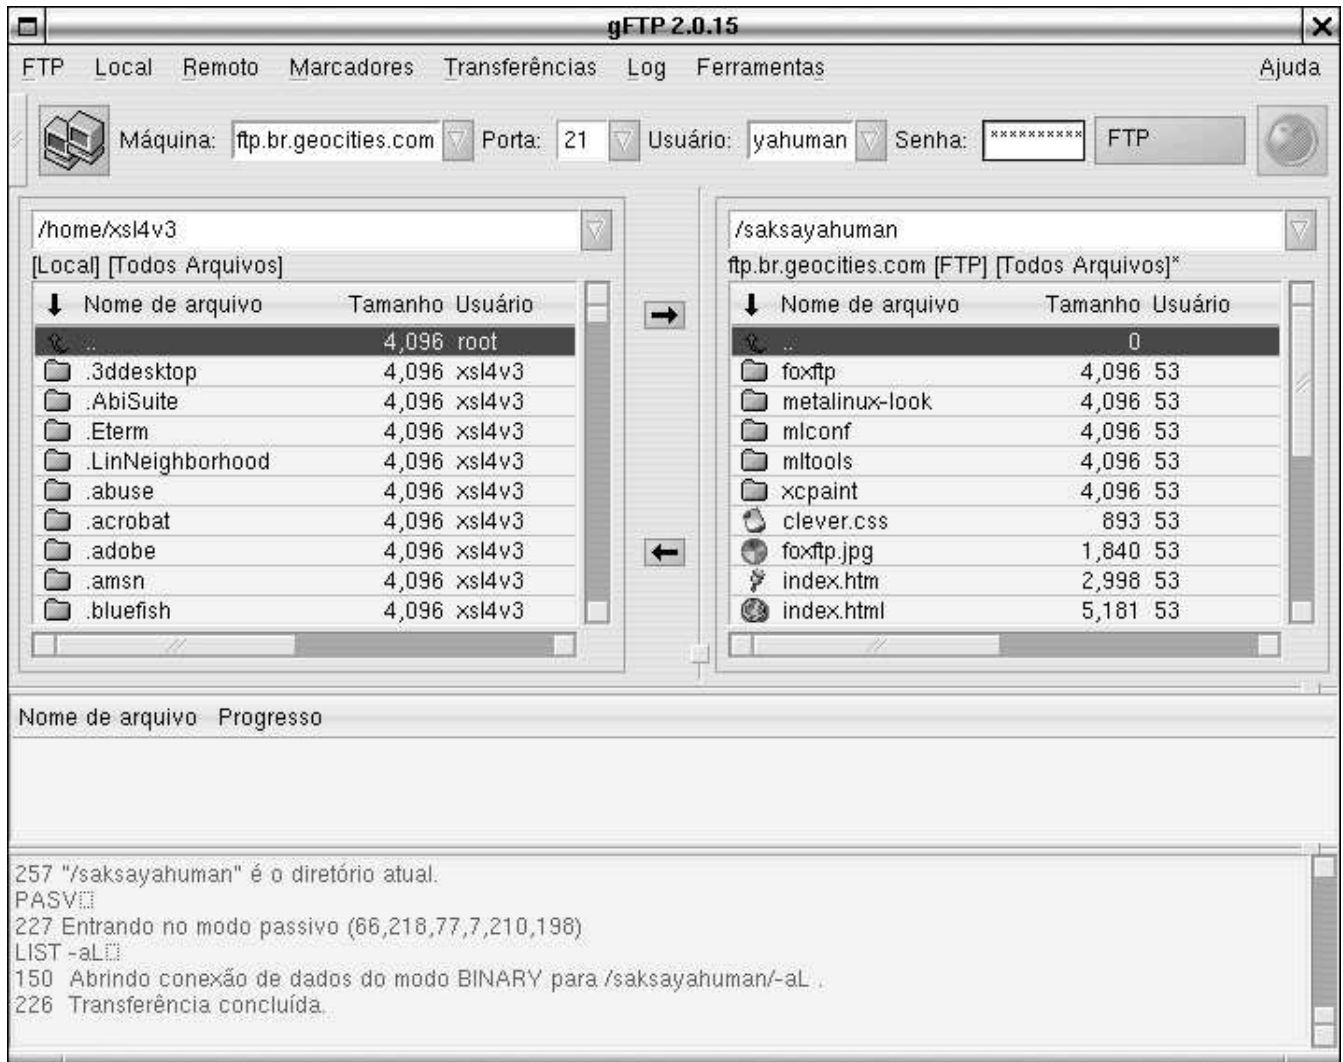 gFTP 2.0.15
FTP Local Remoto Marcadores Transferências Log Ferramentas Ajuda
Máquina: ftp.br.geocities.com Porta: 21 Usuário: yahuman Senha: ********** FTP
/home/xsl4v3
[Local] [Todos Arquivos]
Nome de arquivo Tamanho Usuário
.. 4,096 root
.3ddesktop 4,096 xsl4v3
.AbiSuite 4,096 xsl4v3
.Eterm 4,096 xsl4v3
.LinNeighborhood 4,096 xsl4v3
.abuse 4,096 xsl4v3
.acrobat 4,096 xsl4v3
.adobe 4,096 xsl4v3
.amsn 4,096 xsl4v3
.bluefish 4,096 xsl4v3
/saksayahuman
ftp.br.geocities.com [FTP] [Todos Arquivos]*
Nome de arquivo Tamanho Usuário
.. 0
foxftp 4,096 53
metalinux-look 4,096 53
mlconf 4,096 53
mltools 4,096 53
xcpaint 4,096 53
clever.css 893 53
foxftp.jpg 1,840 53
index.htm 2,998 53
index.html 5,181 53
Nome de arquivo Progresso
257 "/saksayahuman" é o diretório atual.
PASV
227 Entrando no modo passivo (66,218,77,7,210,198)
LIST -aL
150 Abrindo conexão de dados do modo BINARY para /saksayahuman/-aL .
226 Transferência concluída.